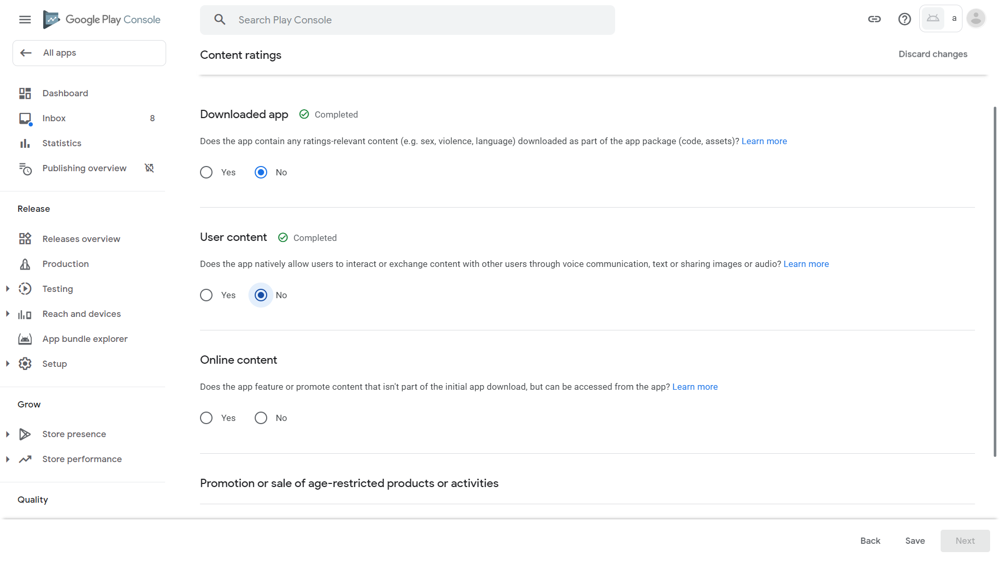 Google Play Console
Search Play Console
a
All apps
Content ratings
Discard changes
Dashboard
Inbox 8
Statistics
Publishing overview
Release
Releases overview
Production
Testing
Reach and devices
App bundle explorer
Setup
Grow
Store presence
Store performance
Quality
Downloaded app Completed
Does the app contain any ratings-relevant content (e.g. sex, violence, language) downloaded as part of the app package (code, assets)? Learn more
Yes No
User content Completed
Does the app natively allow users to interact or exchange content with other users through voice communication, text or sharing images or audio? Learn more
Yes No
Online content
Does the app feature or promote content that isn't part of the initial app download, but can be accessed from the app? Learn more
Yes No
Promotion or sale of age-restricted products or activities
Back Save Next